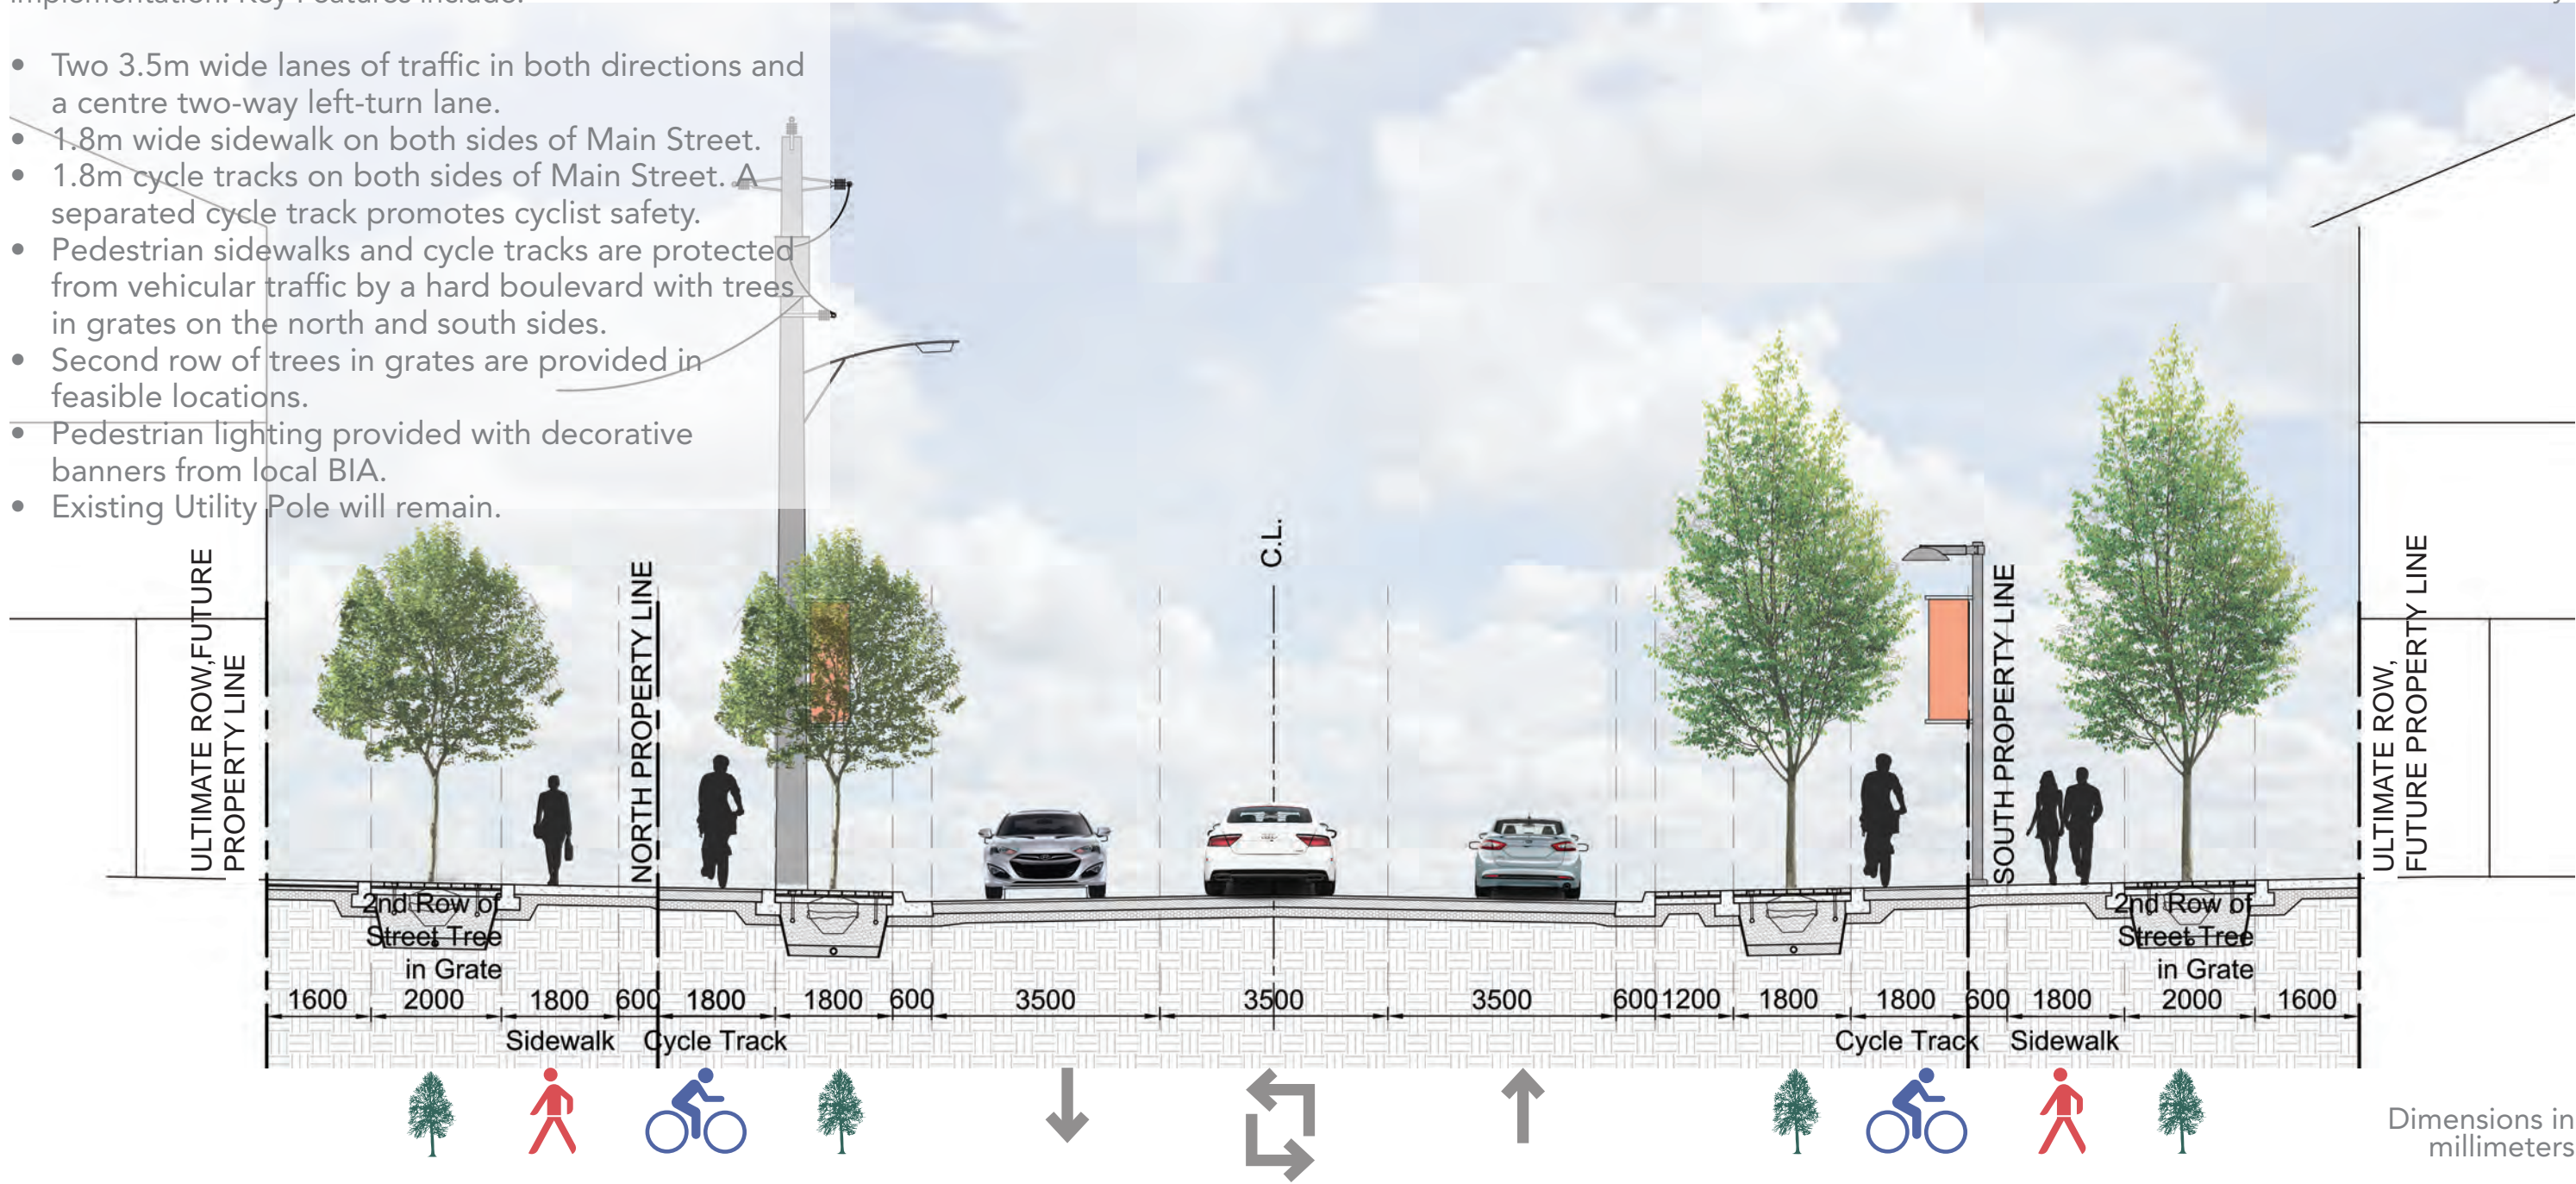 implementation. Key Features include:
• Two 3.5m wide lanes of traffic in both directions and
a centre two-way left-turn lane.
• 1.8m wide sidewalk on both sides of Main Street.
• 1.8m cycle tracks on both sides of Main Street. A
separated cycle track promotes cyclist safety.
• Pedestrian sidewalks and cycle tracks are protected
from vehicular traffic by a hard boulevard with trees
in grates on the north and south sides.
• Second row of trees in grates are provided in
feasible locations.
• Pedestrian lighting provided with decorative
banners from local BIA.
• Existing Utility Pole will remain.
ULTIMATE ROW,FUTURE
PROPERTY LINE
NORTH PROPERTY LINE
C.L.
SOUTH PROPERTY LINE
ULTIMATE ROW,
FUTURE PROPERTY LINE
2nd Row of
Street Tree
in Grate
2nd Row of
Street Tree
in Grate
1600 2000 1800 600 1800 1800 600 3500 3500 3500 600 1200 1800 1800 600 1800 2000 1600
Sidewalk Cycle Track Cycle Track Sidewalk
Dimensions in
millimeters